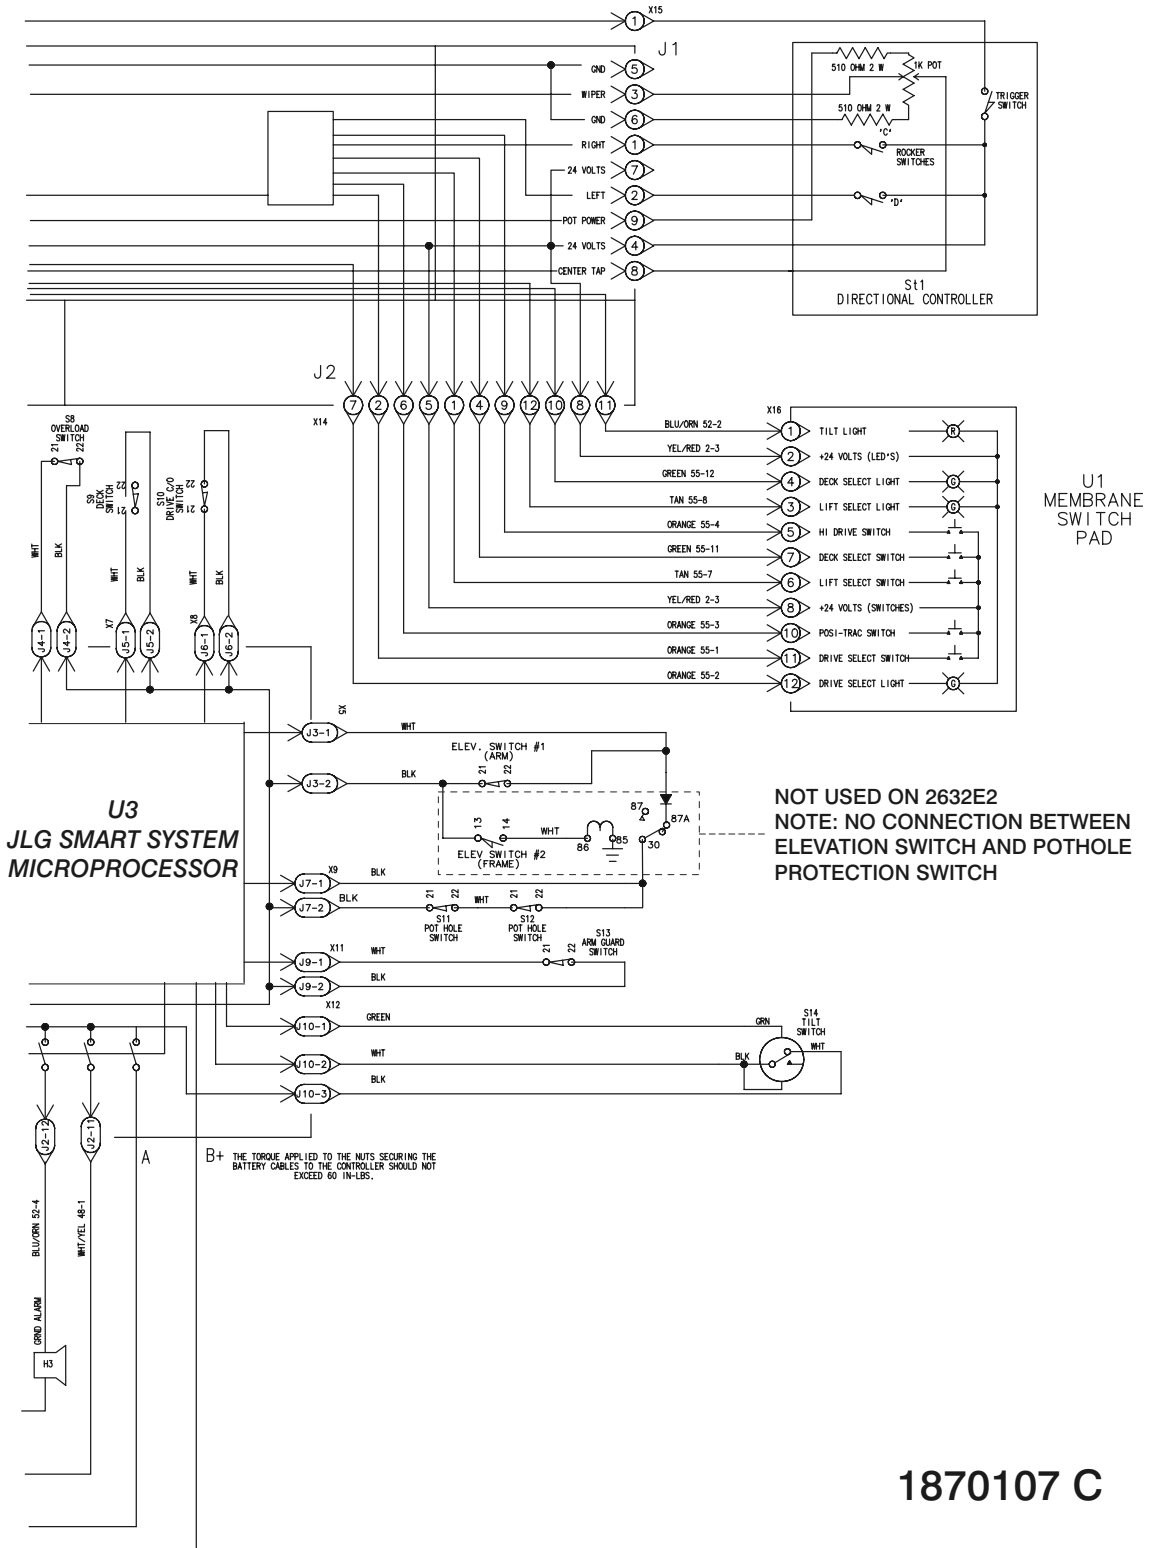 X15
1
J1
GND 5
WIPER 3
GND 6
RIGHT 1
24 VOLTS 7
LEFT 2
POT POWER 9
24 VOLTS 4
CENTER TAP 8
510 OHM 2 W
1K POT
510 OHM 2 W
TRIGGER
SWITCH
'C'
ROCKER
SWITCHES
'D'
St1
DIRECTIONAL CONTROLLER
J2
X14
7 2 6 5 1 4 9 12 10 8 11
X16
BLU/ORN 52-2 1 TILT LIGHT R
YEL/RED 2-3 2 +24 VOLTS (LED'S)
GREEN 55-12 4 DECK SELECT LIGHT G
TAN 55-8 3 LIFT SELECT LIGHT G
ORANGE 55-4 5 HI DRIVE SWITCH
GREEN 55-11 7 DECK SELECT SWITCH
TAN 55-7 6 LIFT SELECT SWITCH
YEL/RED 2-3 8 +24 VOLTS (SWITCHES)
ORANGE 55-3 10 POSI-TRAC SWITCH
ORANGE 55-1 11 DRIVE SELECT SWITCH
ORANGE 55-2 12 DRIVE SELECT LIGHT G
U1
MEMBRANE
SWITCH
PAD
S8
OVERLOAD
SWITCH
21 22
S9
DECK
SWITCH
22
21
S10
DRIVE C/O
SWITCH
22
21
WHT BLK WHT BLK WHT BLK
X7
X8
J4-1 J4-2 J5-1 J5-2 J6-1 J6-2
X5
J3-1 WHT
J3-2 BLK
ELEV. SWITCH #1
(ARM)
21 22
87
87A
13 14 WHT
86 85 30
ELEV SWITCH #2
(FRAME)
NOT USED ON 2632E2
NOTE: NO CONNECTION BETWEEN
ELEVATION SWITCH AND POTHOLE
PROTECTION SWITCH
U3
JLG SMART SYSTEM
MICROPROCESSOR
X9
J7-1 BLK
J7-2 BLK
21 22 WHT 21 22
S11
POT HOLE
SWITCH
S12
POT HOLE
SWITCH
S13
ARM GUARD
SWITCH
21 22
X11
J9-1 WHT
J9-2 BLK
X12
J10-1 GREEN
J10-2 WHT
J10-3 BLK
S14
TILT
SWITCH
GRN
BLK
WHT
J2-12 J2-11
A
B+ THE TORQUE APPLIED TO THE NUTS SECURING THE
BATTERY CABLES TO THE CONTROLLER SHOULD NOT
EXCEED 60 IN-LBS.
BLU/ORN 52-4
WHT/YEL 48-1
GRND ALARM
H3
1870107 C